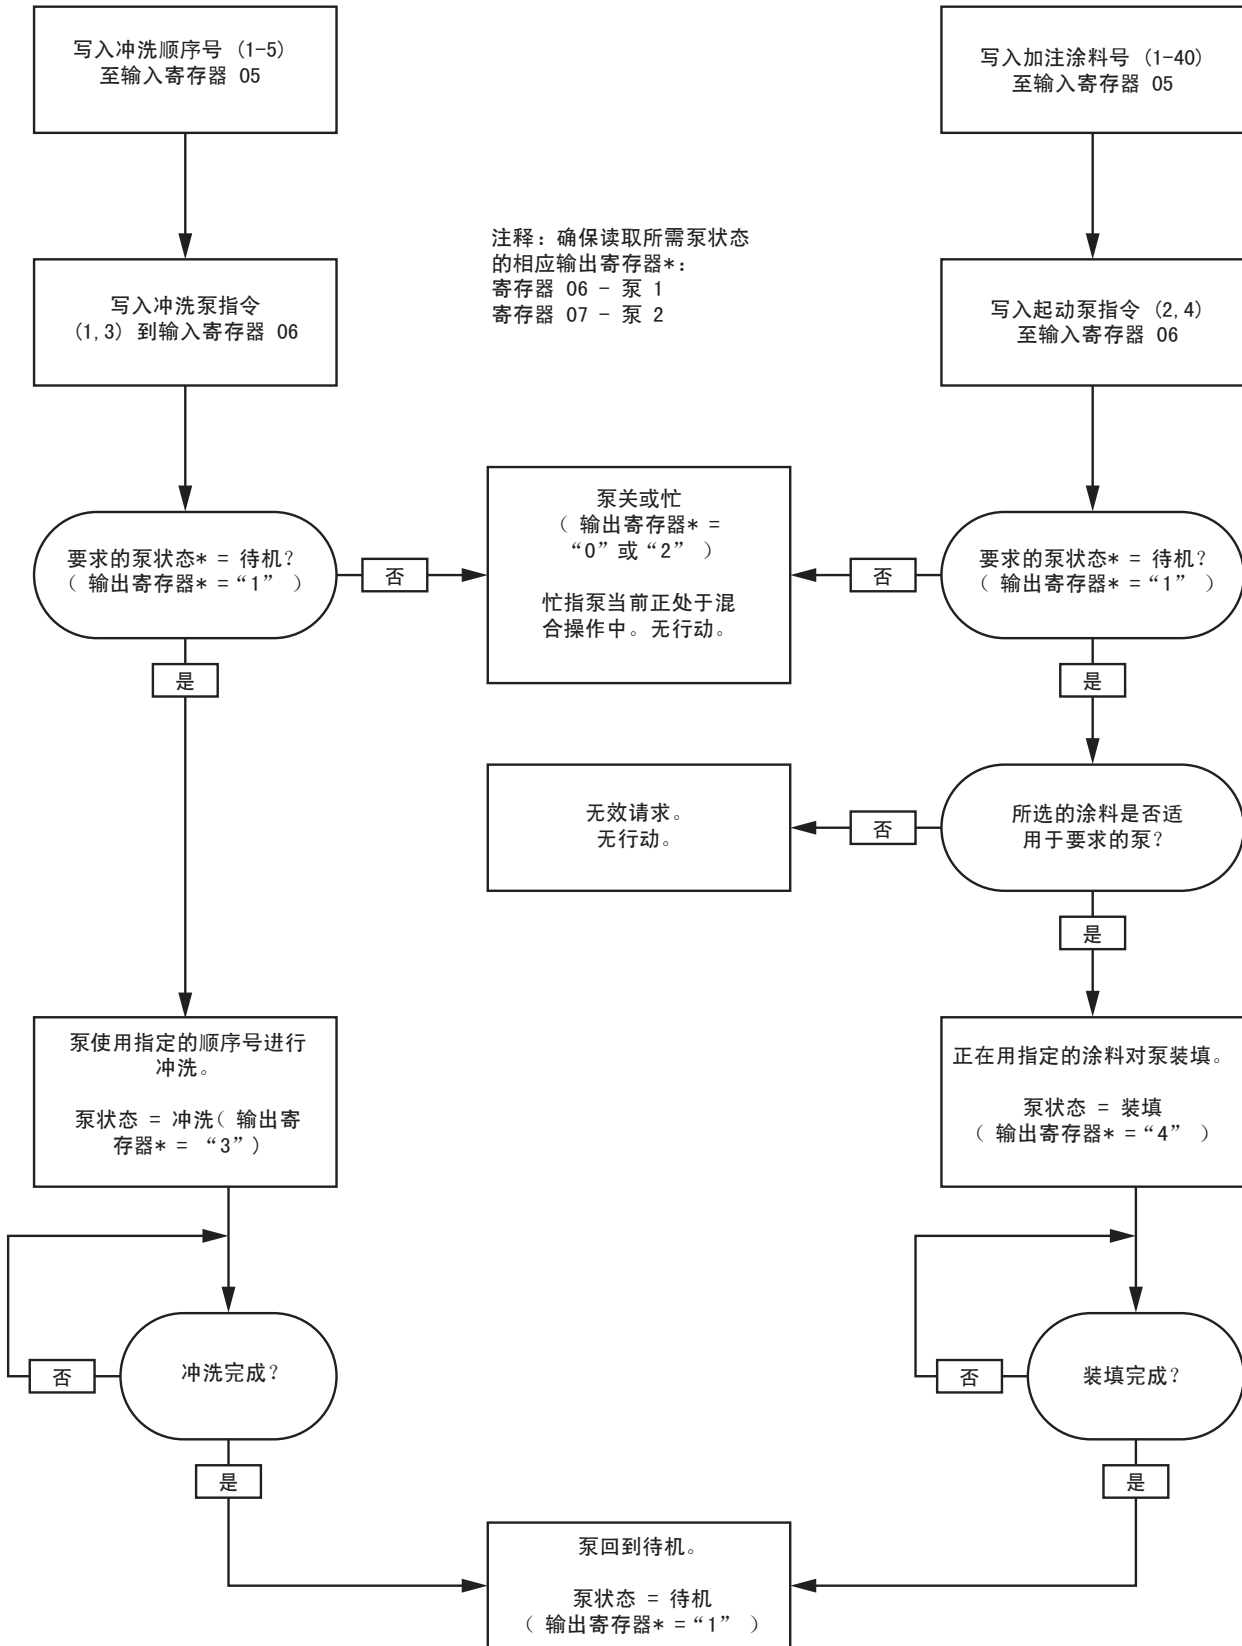 写入冲洗顺序号 (1-5)
至输入寄存器 05
写入加注涂料号 (1-40)
至输入寄存器 05
注释: 确保读取所需泵状态
的相应输出寄存器*:
寄存器 06 - 泵 1
寄存器 07 - 泵 2
写入冲洗泵指令
(1,3) 到输入寄存器 06
写入起动泵指令 (2,4)
至输入寄存器 06
要求的泵状态* = 待机?
( 输出寄存器* =“1” )
否
泵关或忙
( 输出寄存器* =
“0”或“2” )
忙指泵当前正处于混
合操作中。无行动。
否
要求的泵状态* = 待机?
( 输出寄存器* =“1” )
是
是
无效请求。
无行动。
否
所选的涂料是否适
用于要求的泵?
是
泵使用指定的顺序号进行
冲洗。
泵状态 = 冲洗( 输出寄
存器* = “3”)
正在用指定的涂料对泵装填。
泵状态 = 装填
( 输出寄存器* =“4” )
否
冲洗完成?
否
装填完成?
是
是
泵回到待机。
泵状态 = 待机
( 输出寄存器* =“1” )